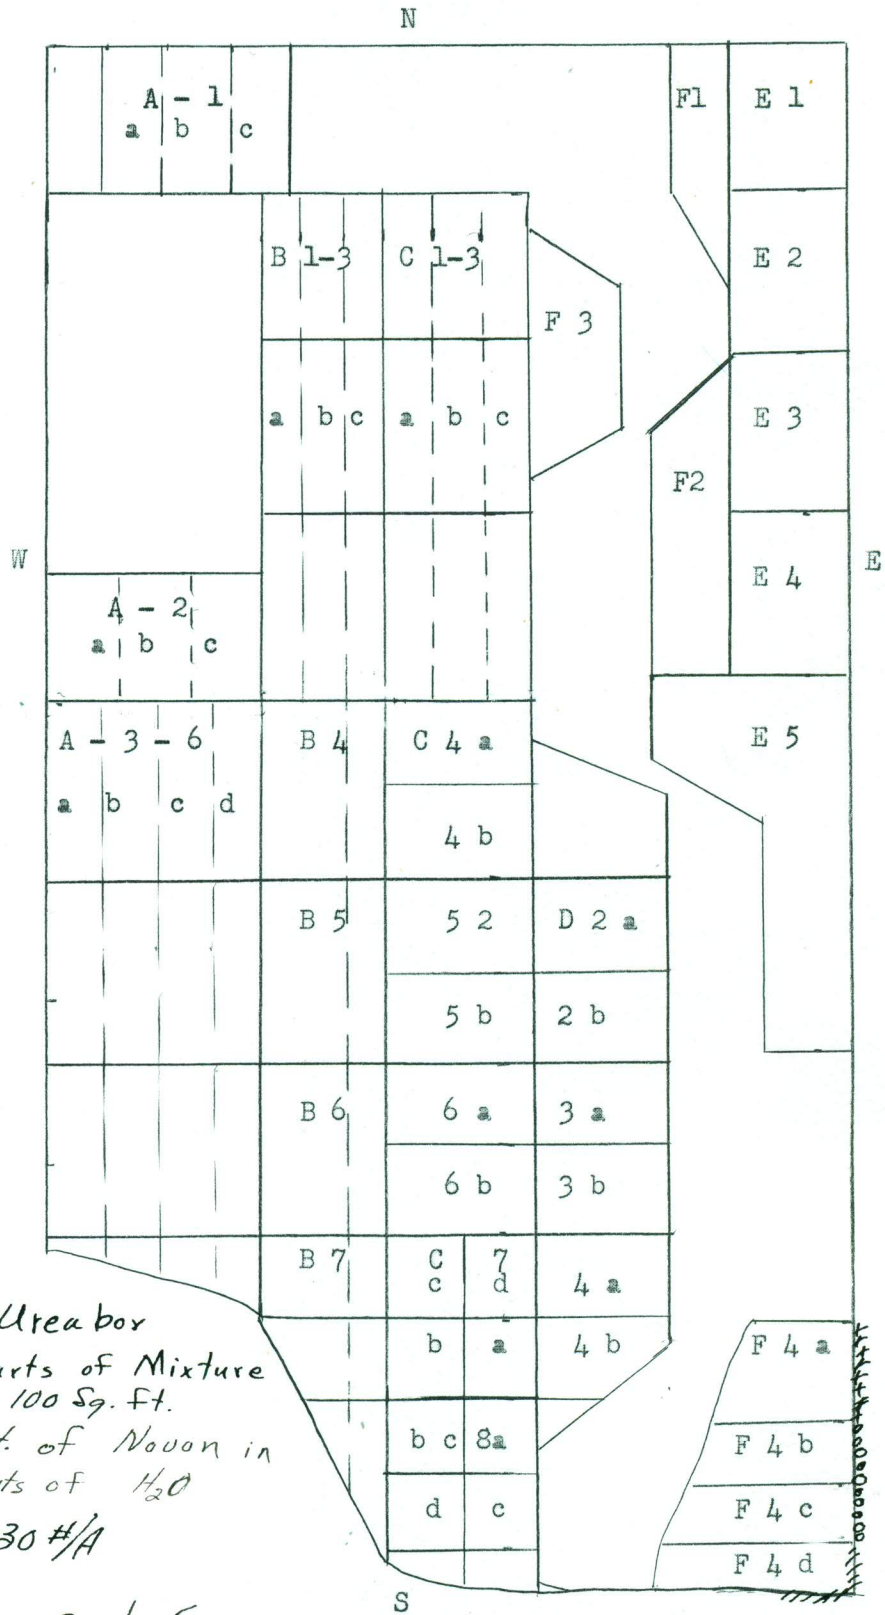 N
A - 1
a b c
F1
E 1
B 1-3
C 1-3
E 2
F 3
a b c
a b c
E 3
F2
W
E
E 4
A - 2
a b c
A - 3 - 6
B 4
C 4 a
E 5
a b c d
4 b
B 5
5 2
D 2 a
5 b
2 b
B 6
6 a
3 a
6 b
3 b
B 7
C 7
c d
4 a
b a
4 b
F 4 a
b c 8a
F 4 b
d c
F 4 c
F 4 d
S
Ureabor
rts of Mixture
100 Sq. ft.
of Novon in
ts of H2O
30 #/A